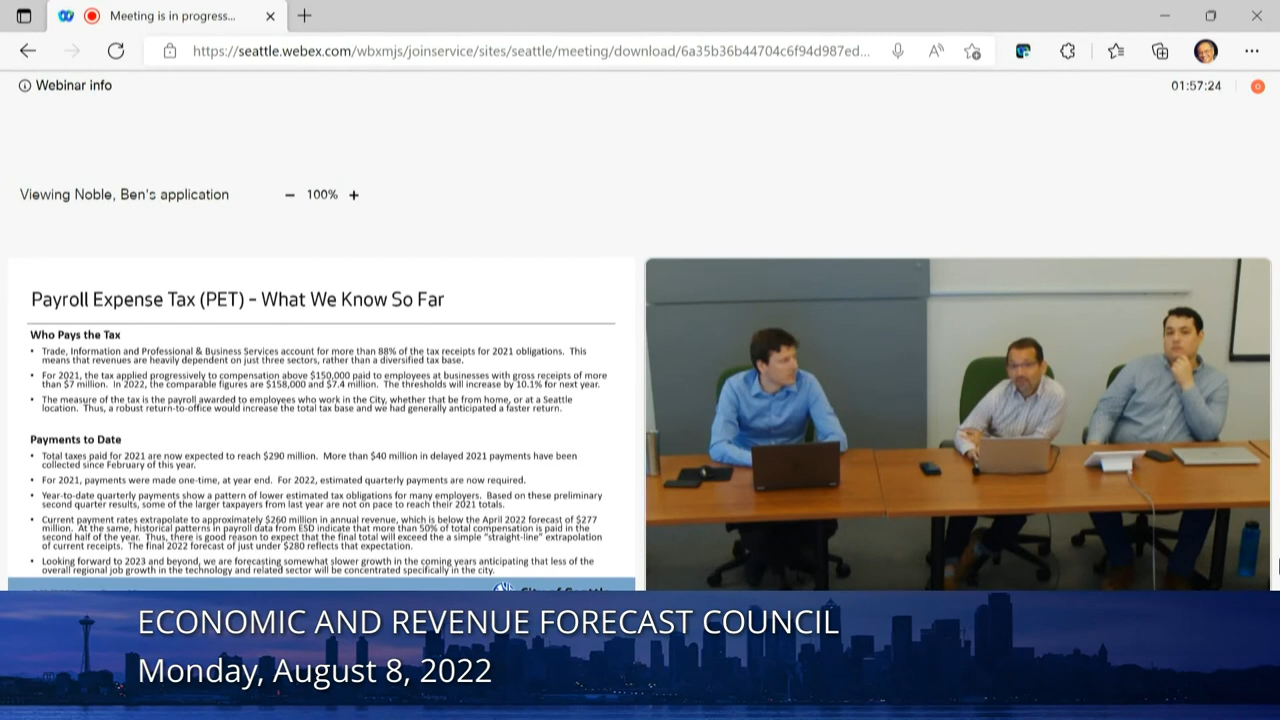 Meeting is in progress...
https://seattle.webex.com/wbxmjs/joinservice/sites/seattle/meeting/download/6a35b36b44704c6f94d987ed...
Webinar info
01:57:24
Viewing Noble, Ben's application
− 100% +
Payroll Expense Tax (PET) – What We Know So Far
Who Pays the Tax
• Trade, Information and Professional & Business Services account for more than 88% of the tax receipts for 2021 obligations. This
means that revenues are heavily dependent on just three sectors, rather than a diversified tax base.
• For 2021, the tax applied progressively to compensation above $150,000 paid to employees at businesses with gross receipts of more
than $7 million. In 2022, the comparable figures are $158,000 and $7.4 million. The thresholds will increase by 10.1% for next year.
• The measure of the tax is the payroll awarded to employees who work in the City, whether that be from home, or at a Seattle
location. Thus, a robust return-to-office would increase the total tax base and we had generally anticipated a faster return.
Payments to Date
• Total taxes paid for 2021 are now expected to reach $290 million. More than $40 million in delayed 2021 payments have been
collected since February of this year.
• For 2021, payments were made one-time, at year end. For 2022, estimated quarterly payments are now required.
• Year-to-date quarterly payments show a pattern of lower estimated tax obligations for many employers. Based on these preliminary
second quarter results, some of the larger taxpayers from last year are not on pace to reach their 2021 totals.
• Current payment rates extrapolate to approximately $260 million in annual revenue, which is below the April 2022 forecast of $277
million. At the same, historical patterns in payroll data from ESD indicate that more than 50% of total compensation is paid in the
second half of the year. Thus, there is good reason to expect that the final total will exceed the a simple "straight-line" extrapolation
of current receipts. The final 2022 forecast of just under $280 reflects that expectation.
• Looking forward to 2023 and beyond, we are forecasting somewhat slower growth in the coming years anticipating that less of the
overall regional job growth in the technology and related sector will be concentrated specifically in the city.
ECONOMIC AND REVENUE FORECAST COUNCIL
Monday, August 8, 2022